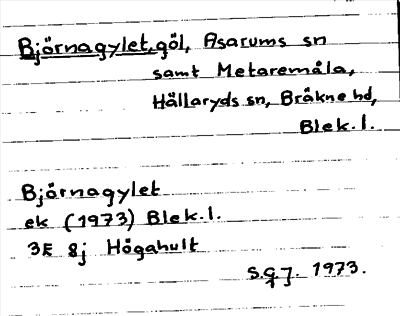 Björnagylet, göl, Asarums sn
samt Metaremåla,
Hällaryds sn, Bräkne hd,
Blek. l.
Björnagylet
ek (1973) Blek. l.
3E 8j Högahult
1973.